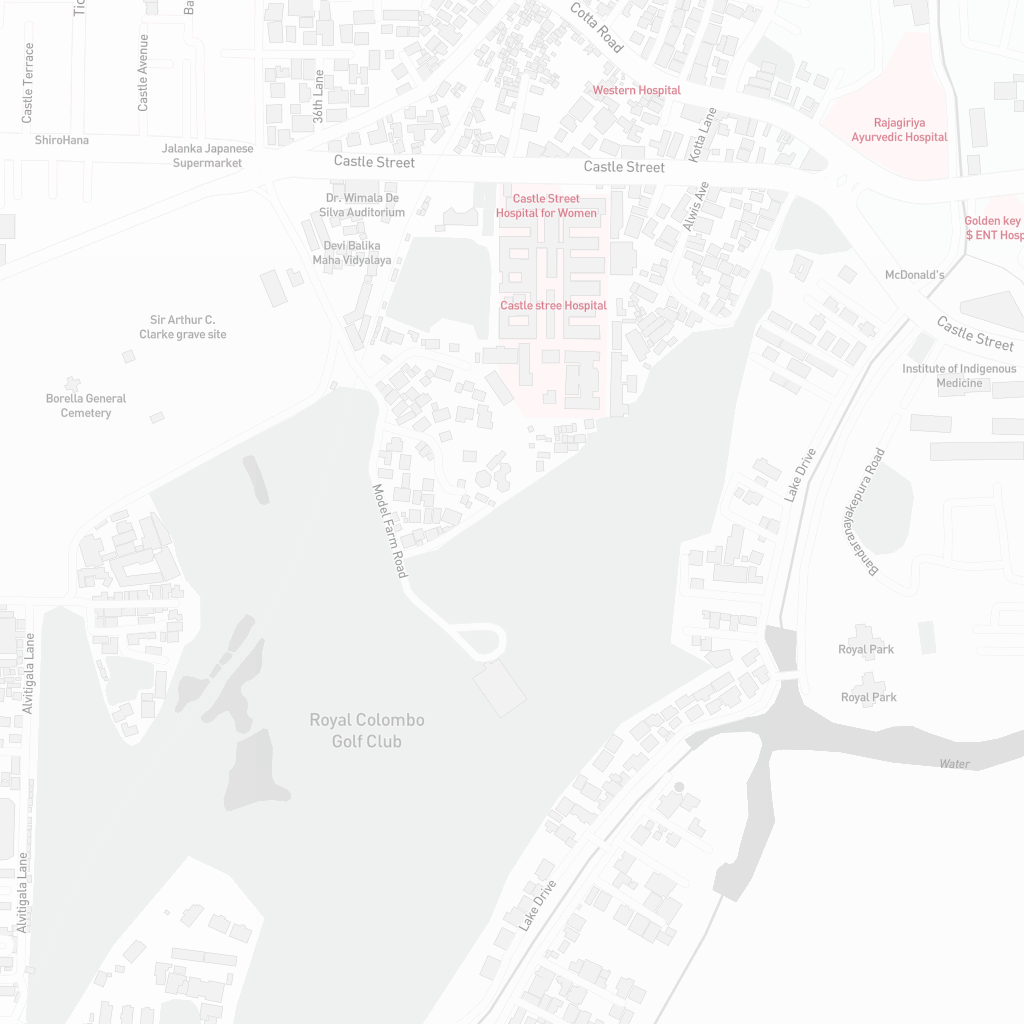 Castle Terrace
Castle Avenue
36th Lane
Cotta Road
Western Hospital
Rajagiriya
Ayurvedic Hospital
ShiroHana
Jalanka Japanese
Supermarket
Castle Street
Castle Street
Kotta Lane
Dr. Wimala De
Silva Auditorium
Castle Street
Hospital for Women
Alwis Ave
Golden key
$ ENT Hosp
Devi Balika
Maha Vidyalaya
McDonald's
Castle stree Hospital
Sir Arthur C.
Clarke grave site
Castle Street
Institute of Indigenous
Medicine
Borella General
Cemetery
Lake Drive
Bandaranayakepura Road
Model Farm Road
Alvitigala Lane
Royal Park
Royal Park
Royal Colombo
Golf Club
Water
Alvitigala Lane
Lake Drive